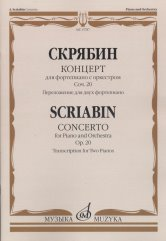 СКРЯБИН
КОНЦЕРТ
для фортепиано с оркестром
Соч. 20
Переложение для двух фортепиано
SCRIABIN
CONCERTO
for Piano and Orchestra
Op. 20
Transcription for Two Pianos
МУЗЫКА MUZYKA